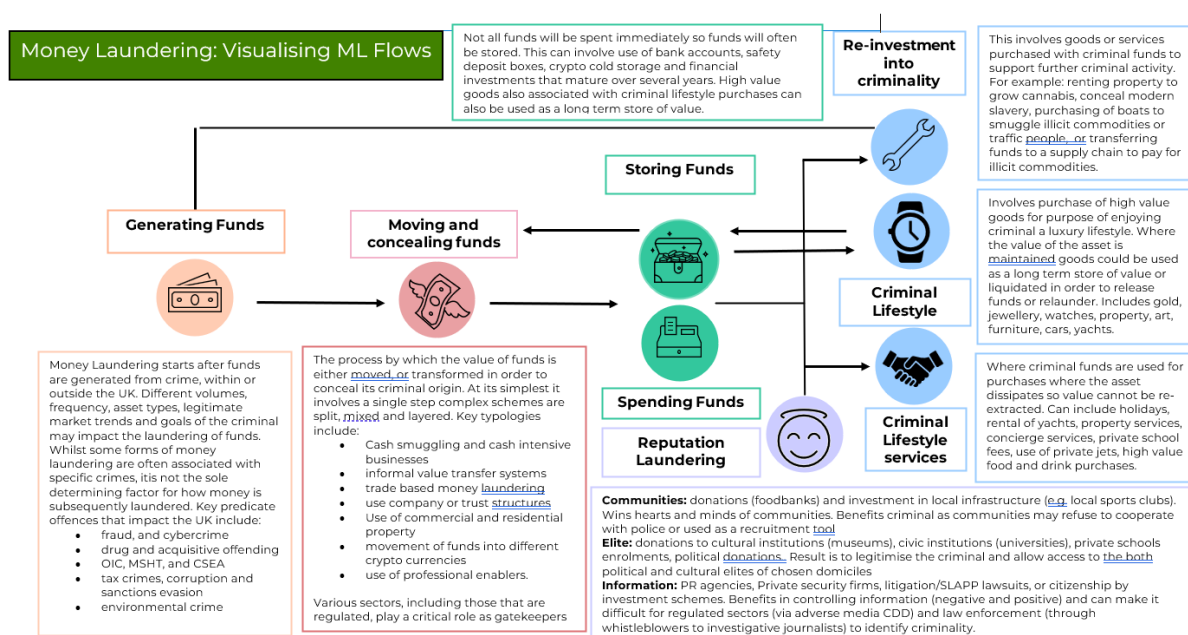 Money Laundering: Visualising ML Flows
Not all funds will be spent immediately so funds will often
be stored. This can involve use of bank accounts, safety
deposit boxes, crypto cold storage and financial
investments that mature over several years. High value
goods also associated with criminal lifestyle purchases can
also be used as a long term store of value.
Re-investment
into
criminality
This involves goods or services
purchased with criminal funds to
support further criminal activity.
For example: renting property to
grow cannabis, conceal modern
slavery, purchasing of boats to
smuggle illicit commodities or
traffic people, or transferring
funds to a supply chain to pay for
illicit commodities.
Storing Funds
Generating Funds
Moving and
concealing funds
Involves purchase of high value
goods for purpose of enjoying
criminal a luxury lifestyle. Where
the value of the asset is
maintained goods could be used
as a long term store of value or
liquidated in order to release
funds or relaunder. Includes gold,
jewellery, watches, property, art,
furniture, cars, yachts.
Criminal
Lifestyle
Money Laundering starts after funds
are generated from crime, within or
outside the UK. Different volumes,
frequency, asset types, legitimate
market trends and goals of the criminal
may impact the laundering of funds.
Whilst some forms of money
laundering are often associated with
specific crimes, itis not the sole
determining factor for how money is
subsequently laundered. Key predicate
offences that impact the UK include:
• fraud, and cybercrime
• drug and acquisitive offending
• OIC, MSHT, and CSEA
• tax crimes, corruption and
sanctions evasion
• environmental crime
The process by which the value of funds is
either moved, or transformed in order to
conceal its criminal origin. At its simplest it
involves a single step complex schemes are
split, mixed and layered. Key typologies
include:
• Cash smuggling and cash intensive
businesses
• informal value transfer systems
• trade based money laundering
• use company or trust structures
• Use of commercial and residential
property
• movement of funds into different
crypto currencies
• use of professional enablers.
Various sectors, including those that are
regulated, play a critical role as gatekeepers
Spending Funds
Reputation
Laundering
Criminal
Lifestyle
services
Where criminal funds are used for
purchases where the asset
dissipates so value cannot be re-
extracted. Can include holidays,
rental of yachts, property services,
concierge services, private school
fees, use of private jets, high value
food and drink purchases.
Communities: donations (foodbanks) and investment in local infrastructure (e.g. local sports clubs).
Wins hearts and minds of communities. Benefits criminal as communities may refuse to cooperate
with police or used as a recruitment tool
Elite: donations to cultural institutions (museums), civic institutions (universities), private schools
enrolments, political donations. Result is to legitimise the criminal and allow access to the both
political and cultural elites of chosen domiciles
Information: PR agencies, Private security firms, litigation/SLAPP lawsuits, or citizenship by
investment schemes. Benefits in controlling information (negative and positive) and can make it
difficult for regulated sectors (via adverse media CDD) and law enforcement (through
whistleblowers to investigative journalists) to identify criminality.